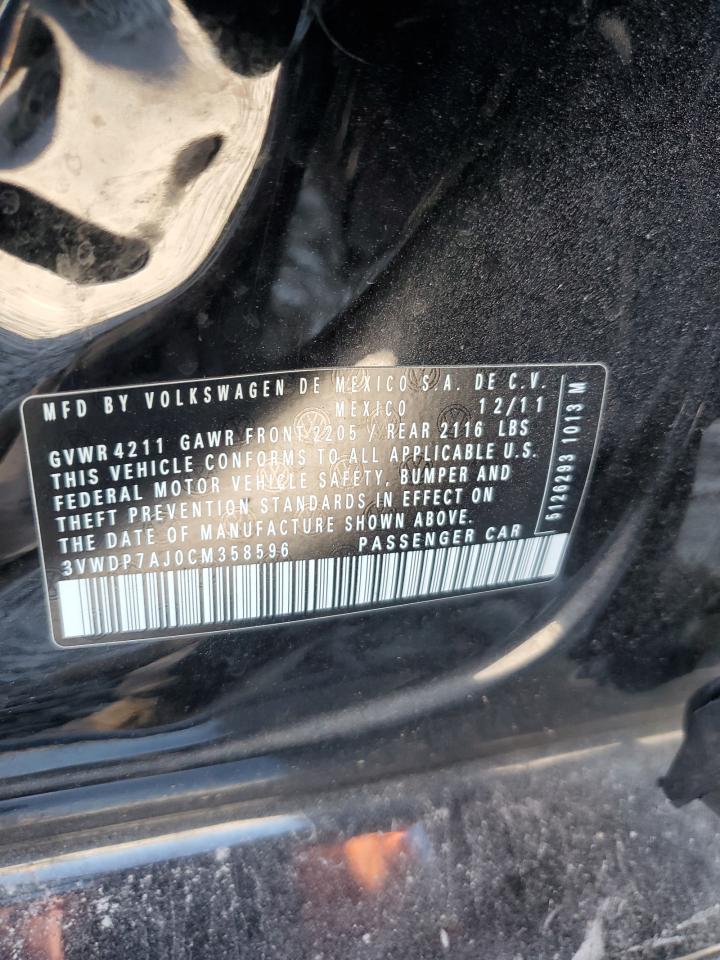 MFD BY VOLKSWAGEN DE MEXICO S.A. DE C.V.
MEXICO 12/11
GVWR 4211 GAWR FRONT 2205 / REAR 2116 LBS
THIS VEHICLE CONFORMS TO ALL APPLICABLE U.S.
FEDERAL MOTOR VEHICLE SAFETY, BUMPER AND
THEFT PREVENTION STANDARDS IN EFFECT ON
THE DATE OF MANUFACTURE SHOWN ABOVE.
3VWDP7AJ0CM358596 PASSENGER CAR
5126293 1013 M